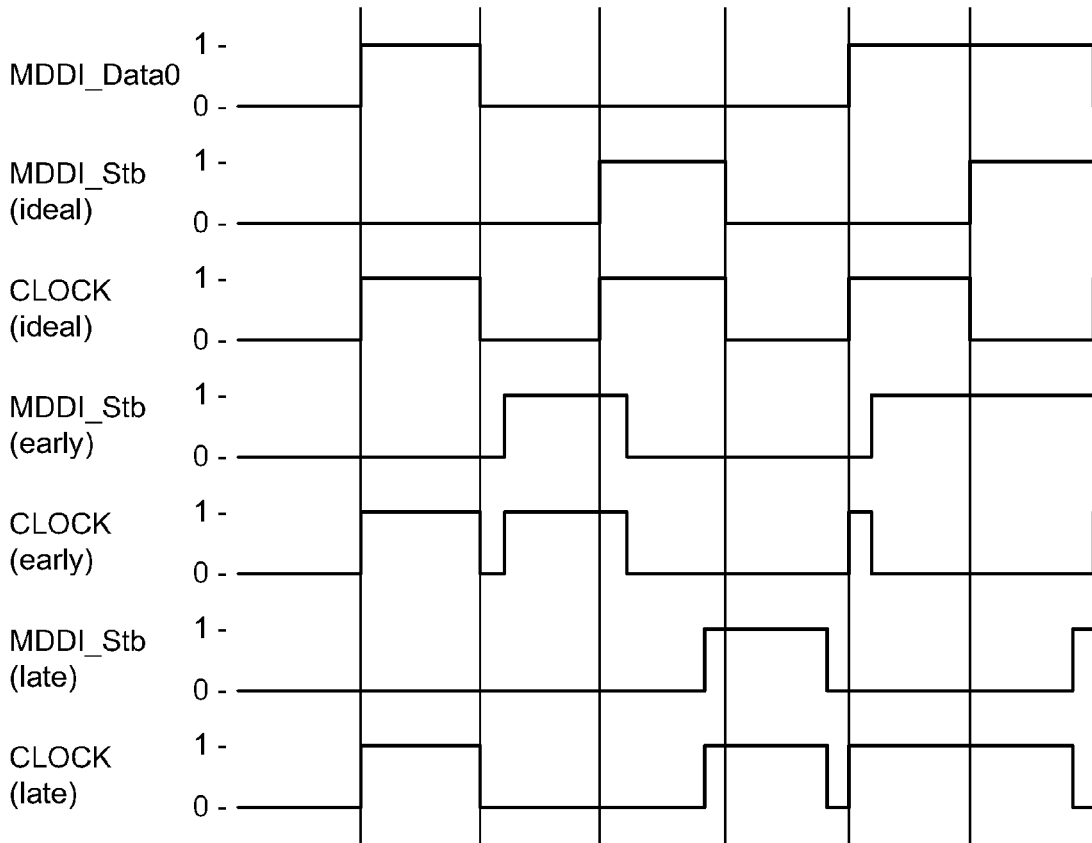 1 -
MDDI_Data0
0 -
1 -
MDDI_Stb
(ideal)
0 -
1 -
CLOCK
(ideal)
0 -
1 -
MDDI_Stb
(early)
0 -
1 -
CLOCK
(early)
0 -
1 -
MDDI_Stb
(late)
0 -
1 -
CLOCK
(late)
0 -